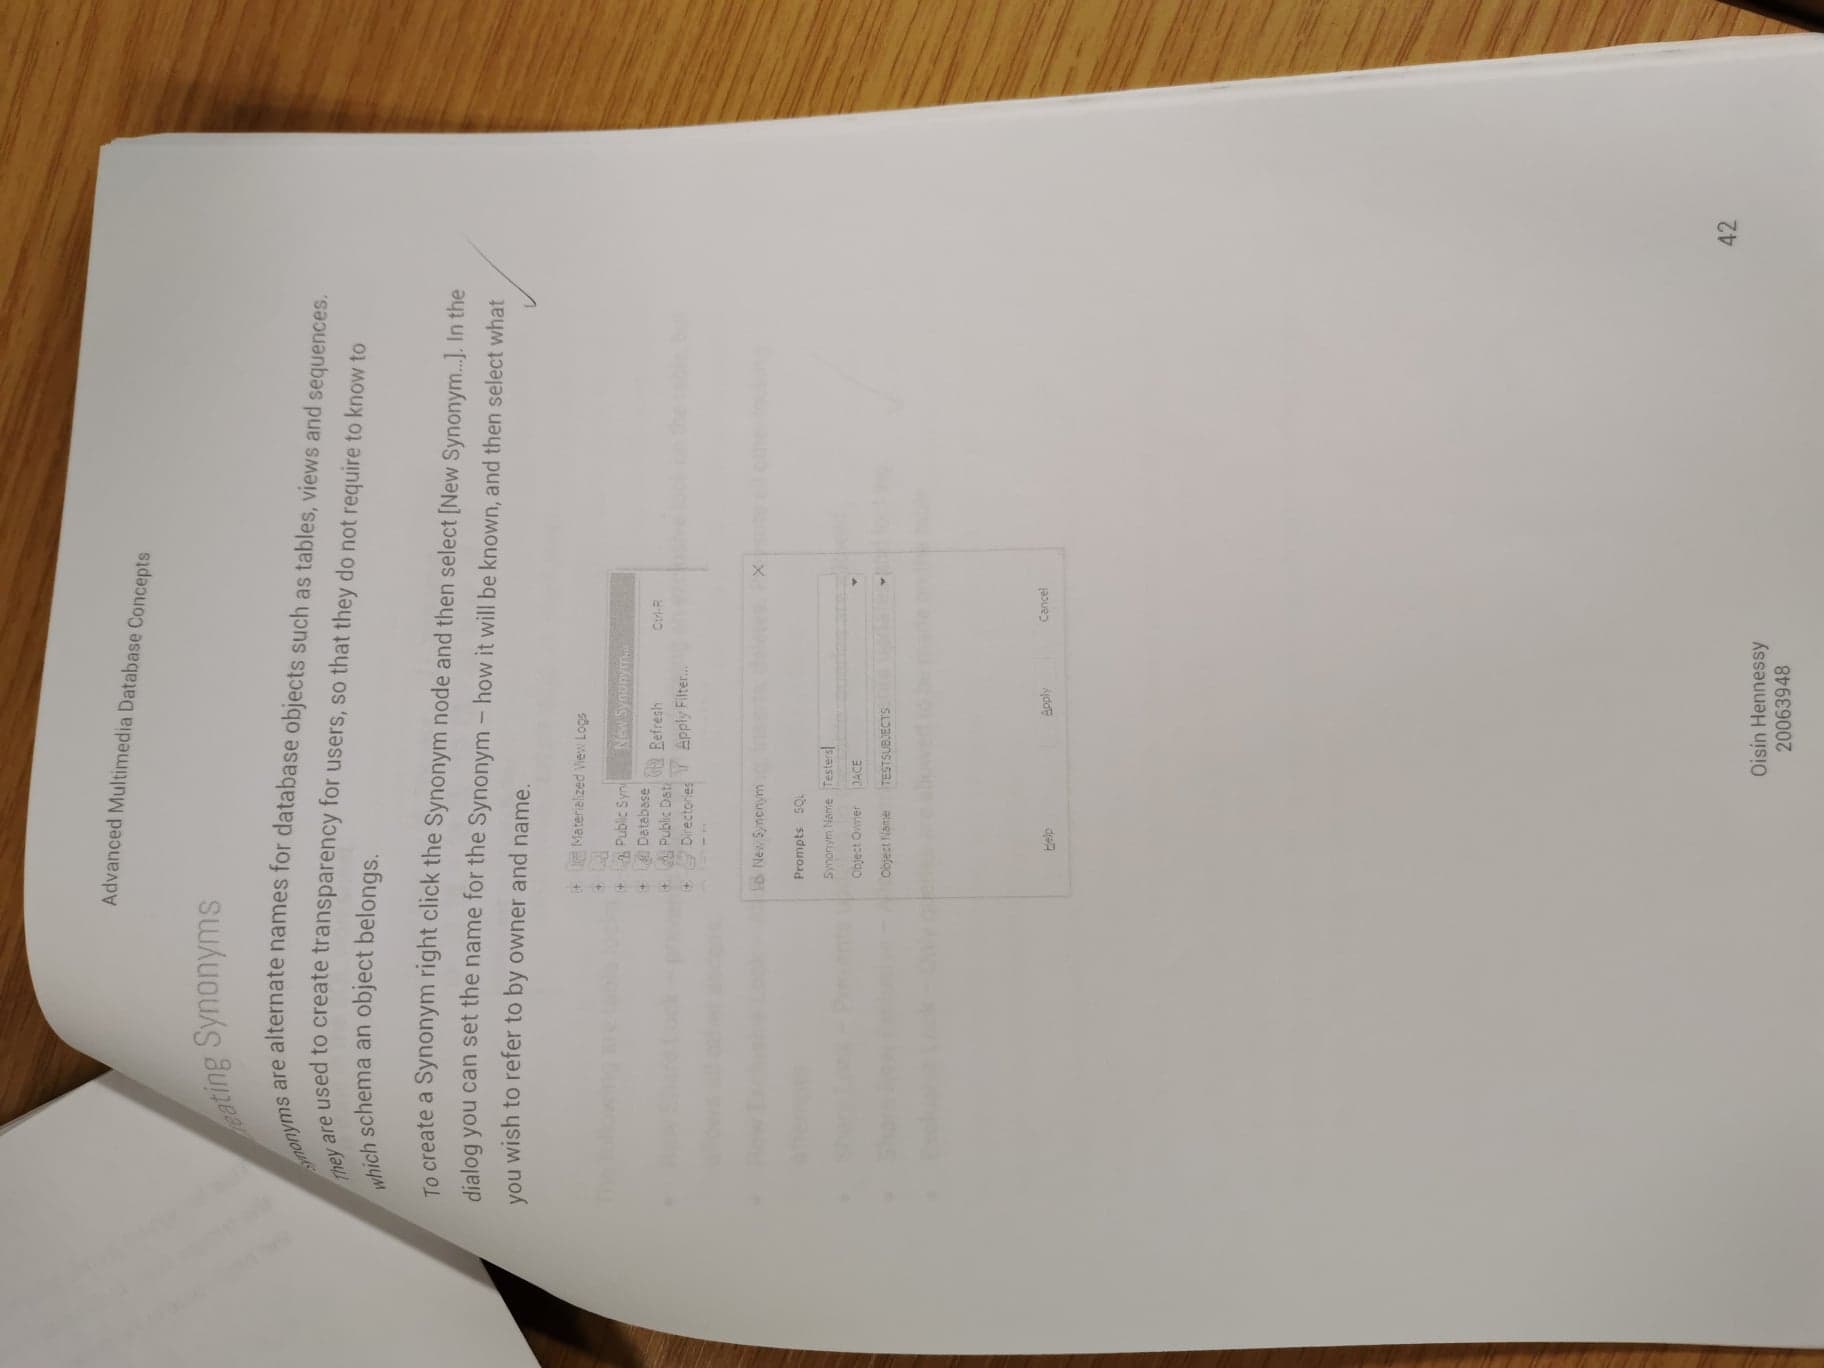 Advanced Multimedia Database Concepts
eating Synonyms
ynonyms are alternate names for database objects such as tables, views and sequences.
They are used to create transparency for users, so that they do not require to know to
which schema an object belongs.
To create a Synonym right click the Synonym node and then select [New Synonym...]. In the
dialog you can set the name for the Synonym – how it will be known, and then select what
you wish to refer to by owner and name.
Materialized View Logs
New Synonym...
Public Syn
Database Refresh Ctrl-R
Public Data
Directories Apply Filter...
New Synonym
Prompts SQL
Synonym Name Testers
Object Owner JACE
Object Name TESTSUBJECTS
Help Apply Cancel
Oisin Hennessy
20063948
42